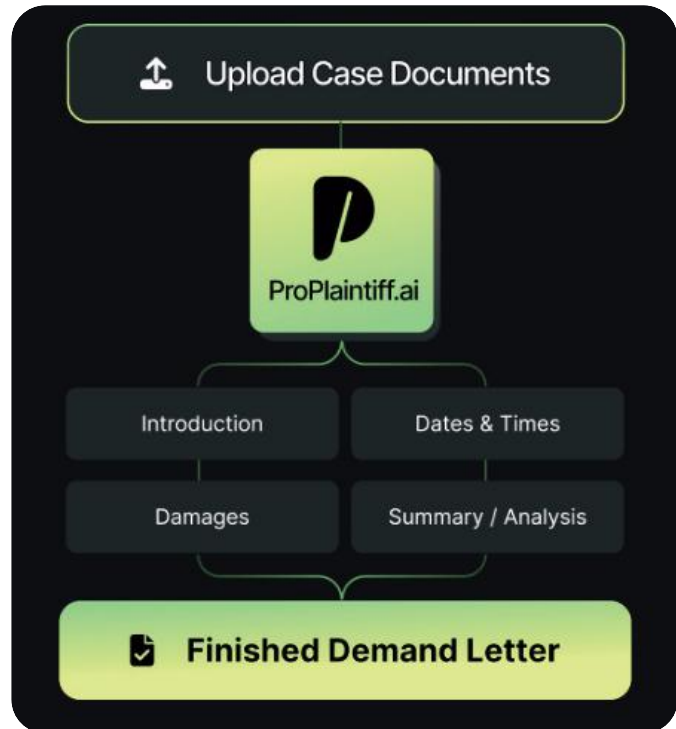 Upload Case Documents
ProPlaintiff.ai
Introduction
Dates & Times
Damages
Summary / Analysis
Finished Demand Letter